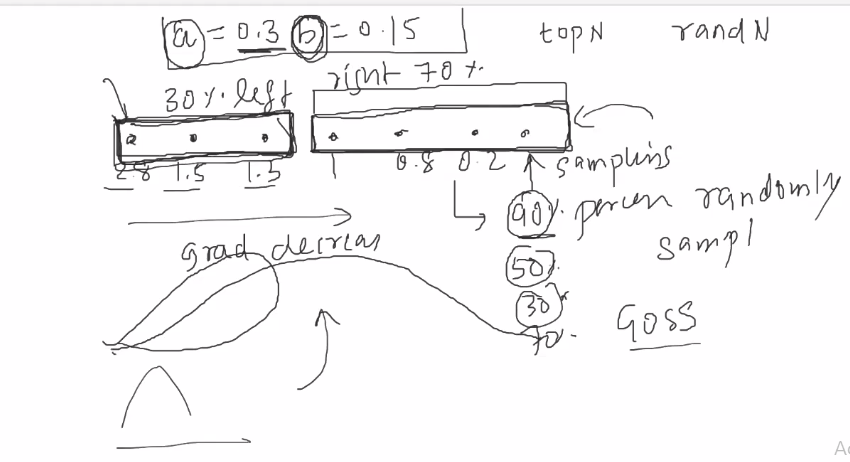 a = 0.3 b = 0.15 topN randN
right 70%
30% left
2.8 1.5 1.3 1 0.8 0.2 sampling
90% percen randomly
sampl
grad decreas
50%
30%
70%
GOSS